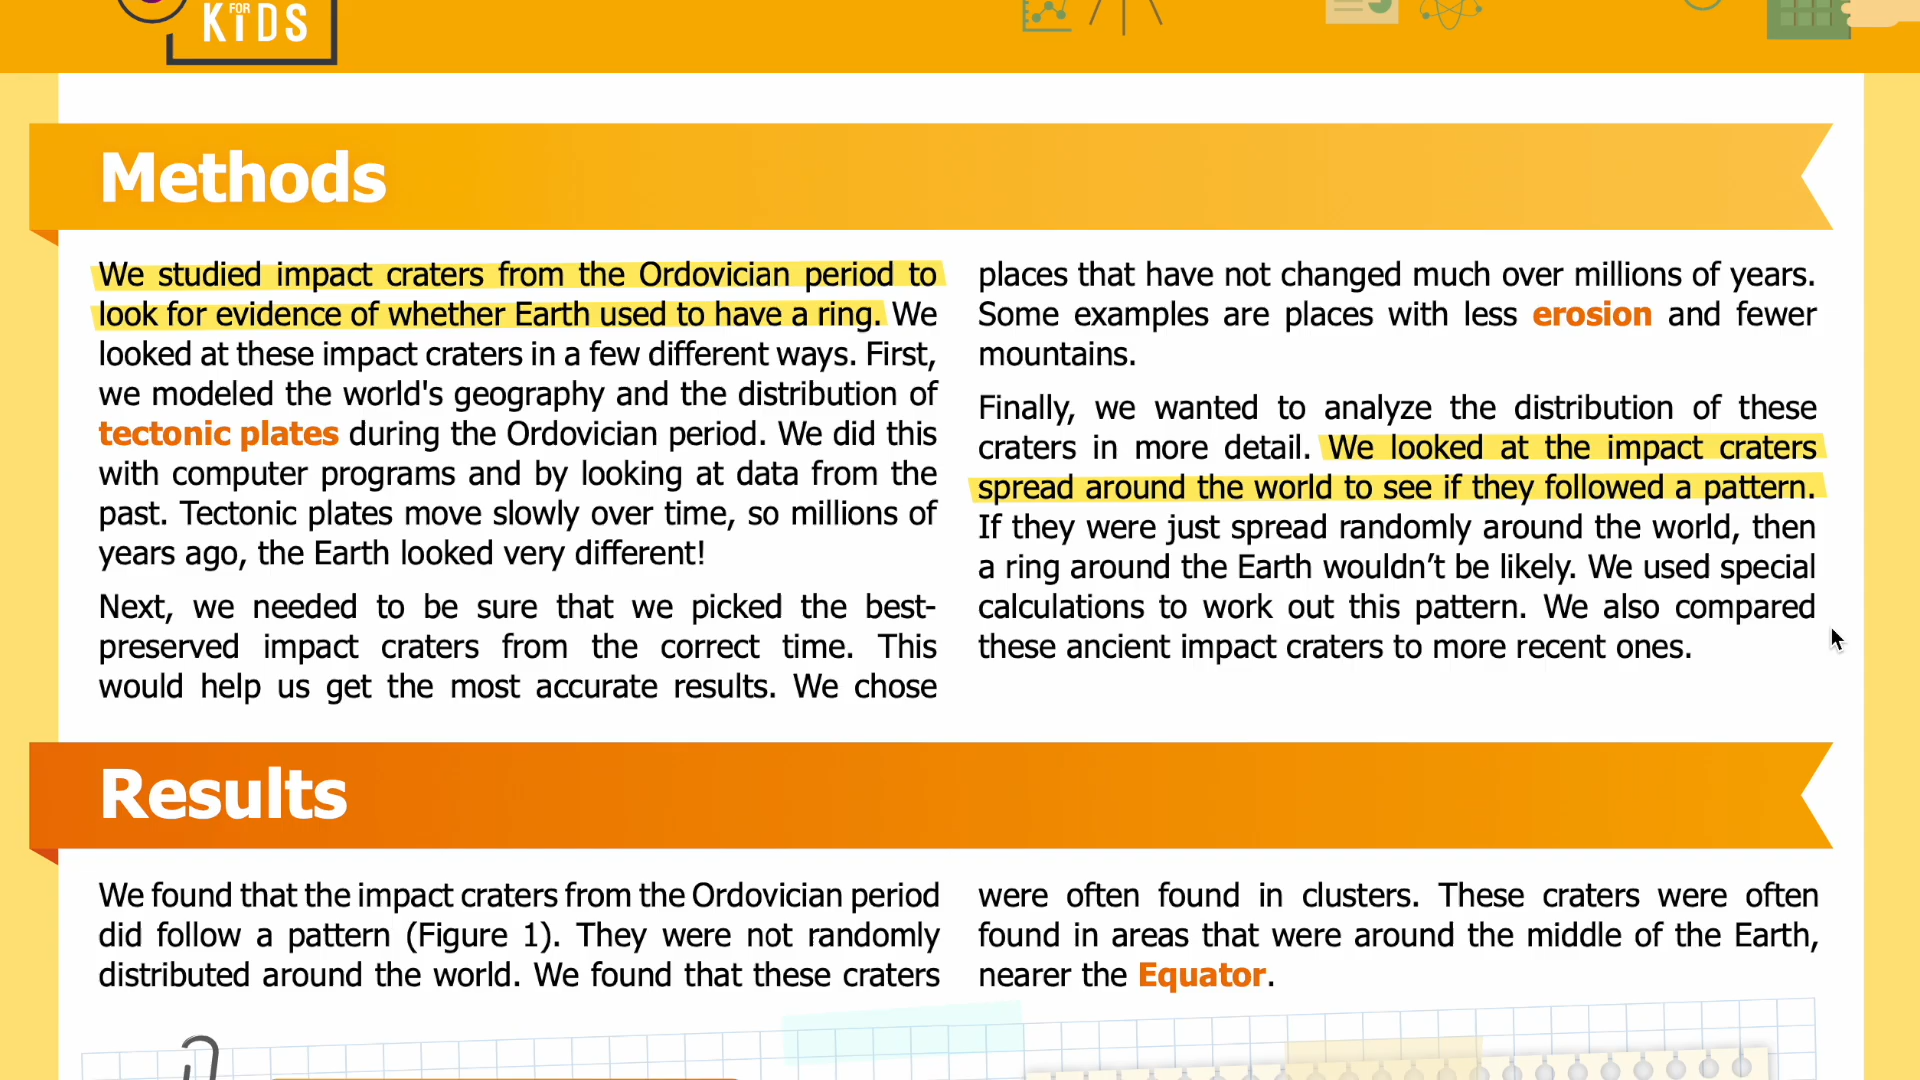 FOR
KIDS
Methods
We studied impact craters from the Ordovician period to
look for evidence of whether Earth used to have a ring. We
looked at these impact craters in a few different ways. First,
we modeled the world's geography and the distribution of
tectonic plates during the Ordovician period. We did this
with computer programs and by looking at data from the
past. Tectonic plates move slowly over time, so millions of
years ago, the Earth looked very different!
Next, we needed to be sure that we picked the best-
preserved impact craters from the correct time. This
would help us get the most accurate results. We chose
places that have not changed much over millions of years.
Some examples are places with less erosion and fewer
mountains.
Finally, we wanted to analyze the distribution of these
craters in more detail. We looked at the impact craters
spread around the world to see if they followed a pattern.
If they were just spread randomly around the world, then
a ring around the Earth wouldn’t be likely. We used special
calculations to work out this pattern. We also compared
these ancient impact craters to more recent ones.
Results
We found that the impact craters from the Ordovician period
did follow a pattern (Figure 1). They were not randomly
distributed around the world. We found that these craters
were often found in clusters. These craters were often
found in areas that were around the middle of the Earth,
nearer the Equator.